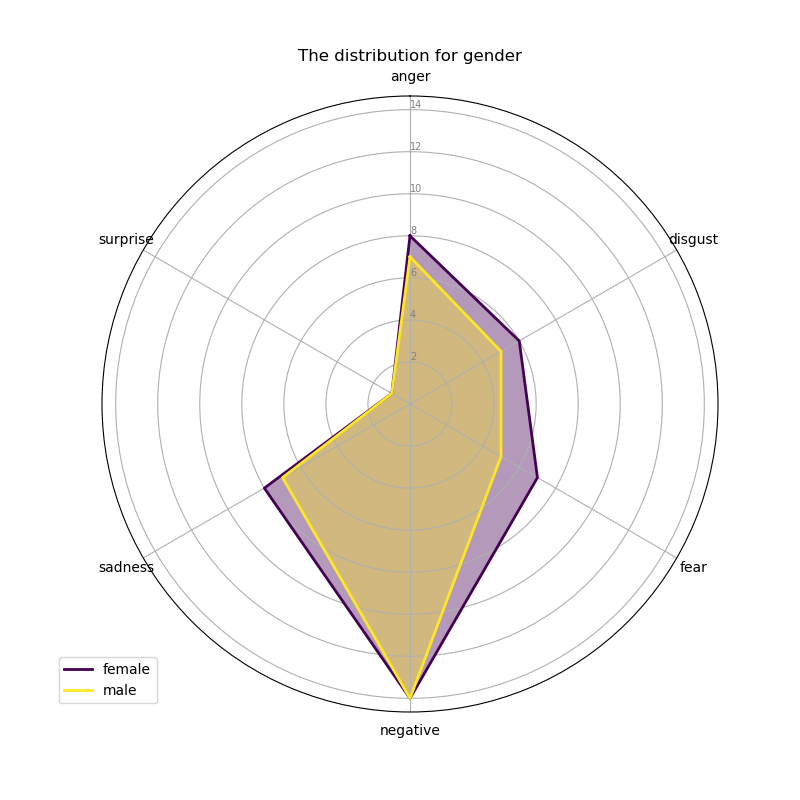 The distribution for gender
anger
14
12
10
8
6
4
2
surprise
disgust
sadness
fear
female
male
negative